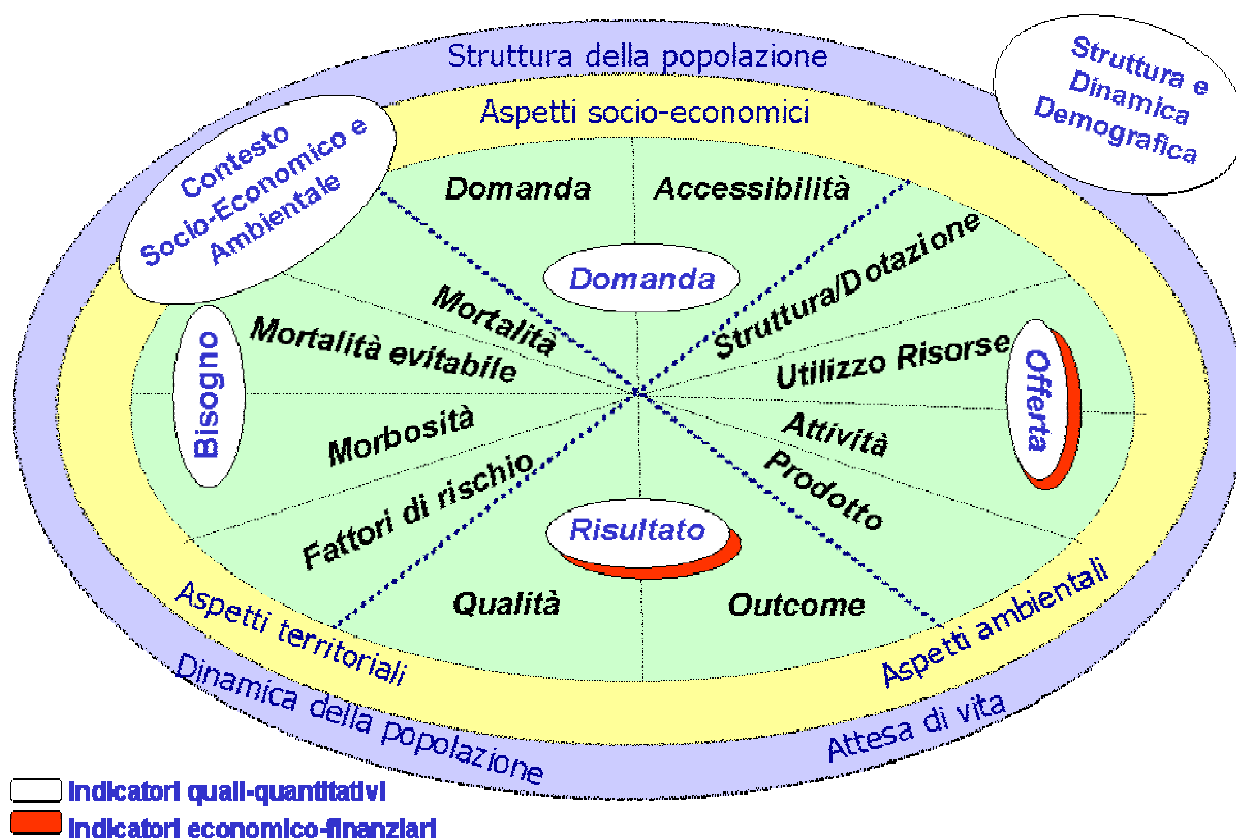 Struttura della popolazione
Struttura e
Dinamica
Demografica
Aspetti socio-economici
Contesto
Socio-Economico e
Ambientale
Domanda
Accessibilità
Domanda
Struttura/Dotazione
Mortalità
Mortalità evitabile
Utilizzo Risorse
Bisogno
Offerta
Morbosità
Attività
Fattori di rischio
Prodotto
Risultato
Qualità
Outcome
Aspetti territoriali
Aspetti ambientali
Dinamica della popolazione
Attesa di vita
Indicatori quali-quantitativi
Indicatori economico-finanziari